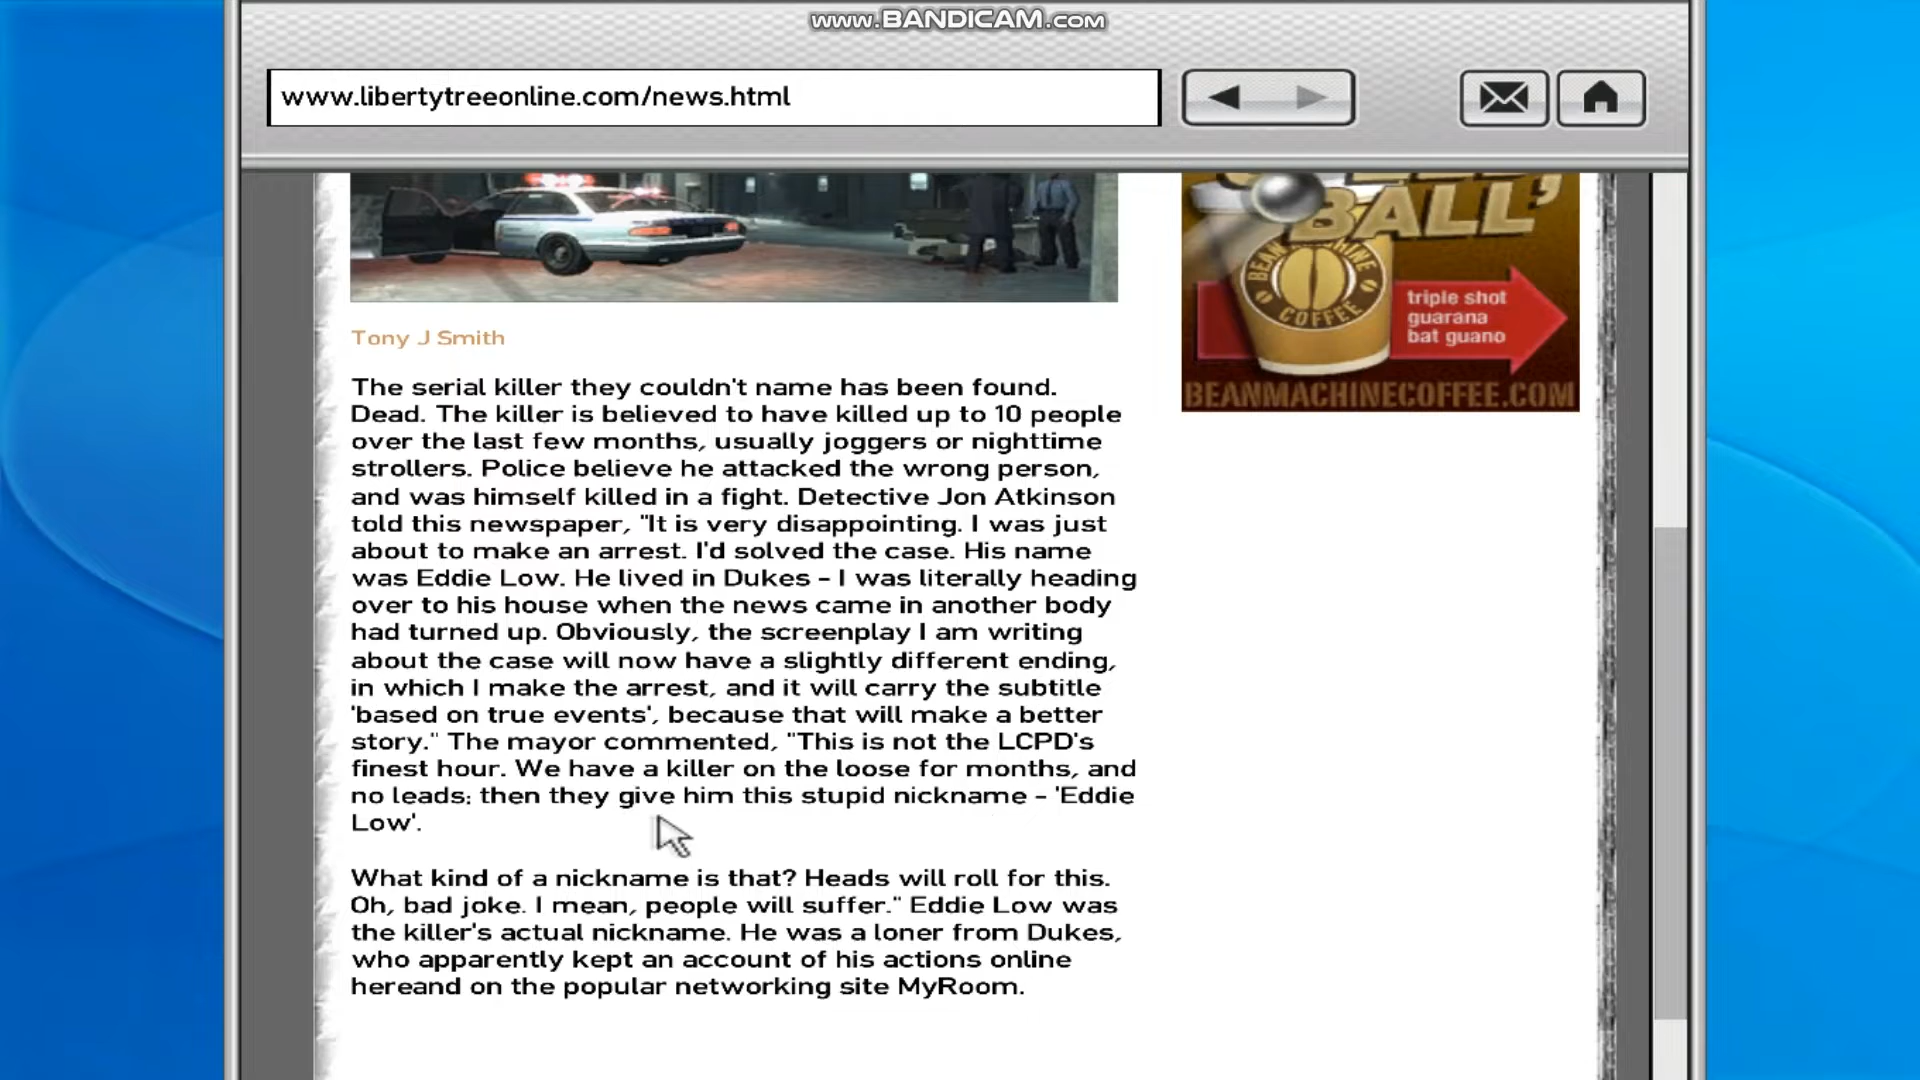 www.BANDICAM.com
www.libertytreeonline.com/news.html
BALL'
BEAN MACHINE
COFFEE
triple shot
guarana
bat guano
BEANMACHINECOFFEE.COM
Tony J Smith
The serial killer they couldn't name has been found.
Dead. The killer is believed to have killed up to 10 people
over the last few months, usually joggers or nighttime
strollers. Police believe he attacked the wrong person,
and was himself killed in a fight. Detective Jon Atkinson
told this newspaper, "It is very disappointing. I was just
about to make an arrest. I'd solved the case. His name
was Eddie Low. He lived in Dukes - I was literally heading
over to his house when the news came in another body
had turned up. Obviously, the screenplay I am writing
about the case will now have a slightly different ending,
in which I make the arrest, and it will carry the subtitle
'based on true events', because that will make a better
story." The mayor commented, "This is not the LCPD's
finest hour. We have a killer on the loose for months, and
no leads; then they give him this stupid nickname - 'Eddie
Low'.
What kind of a nickname is that? Heads will roll for this.
Oh, bad joke. I mean, people will suffer." Eddie Low was
the killer's actual nickname. He was a loner from Dukes,
who apparently kept an account of his actions online
hereand on the popular networking site MyRoom.